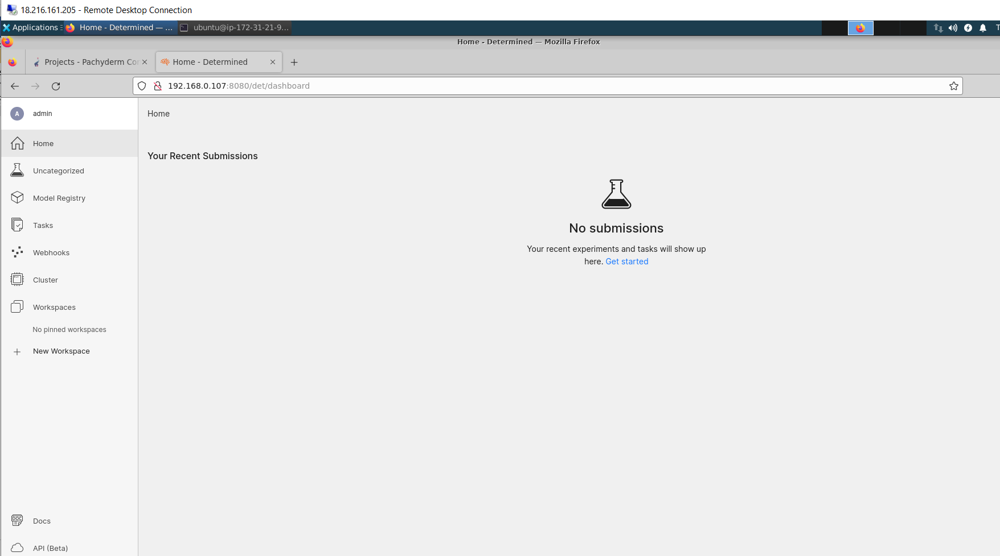 18.216.161.205 - Remote Desktop Connection
Applications Home - Determined — ... ubuntu@ip-172-31-21-9...
Home - Determined — Mozilla Firefox
Projects - Pachyderm Con Home - Determined
192.168.0.107:8080/det/dashboard
A admin
Home
Home
Your Recent Submissions
Uncategorized
Model Registry
Tasks
Webhooks
Cluster
Workspaces
No pinned workspaces
New Workspace
No submissions
Your recent experiments and tasks will show up
here. Get started
DOC Docs
API (Beta)